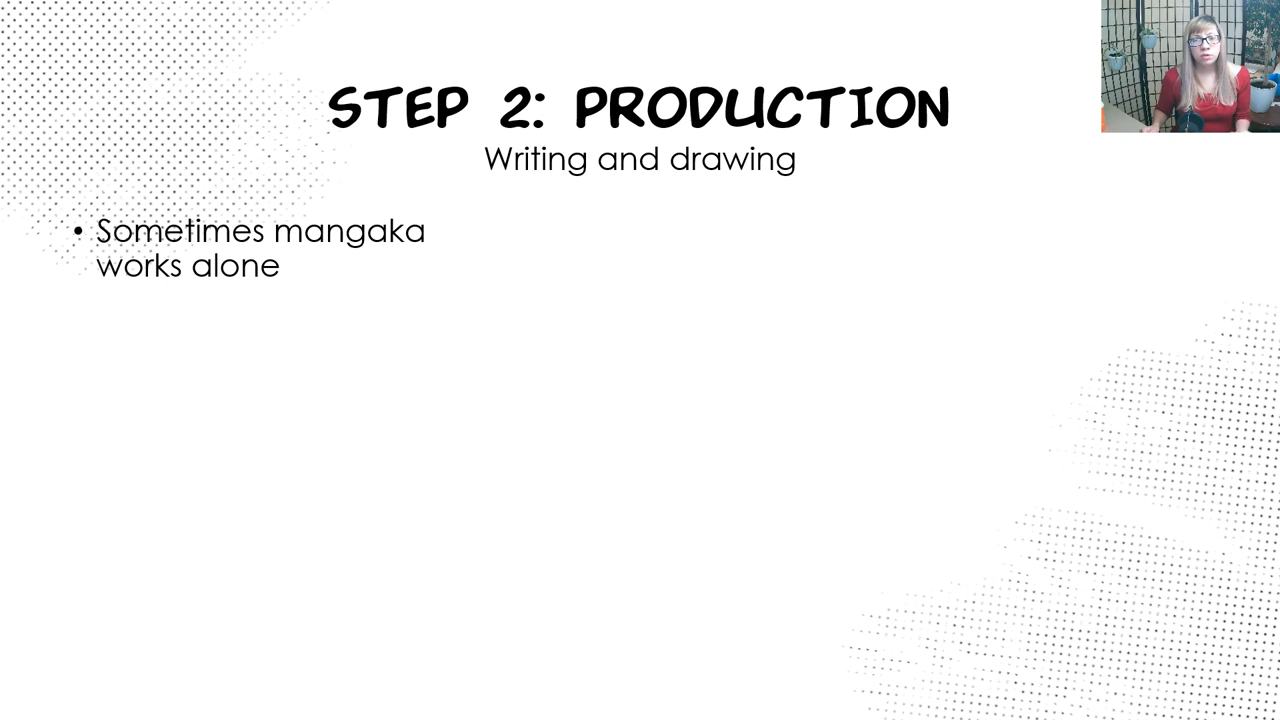 STEP 2: PRODUCTION
Writing and drawing
• Sometimes mangaka
works alone